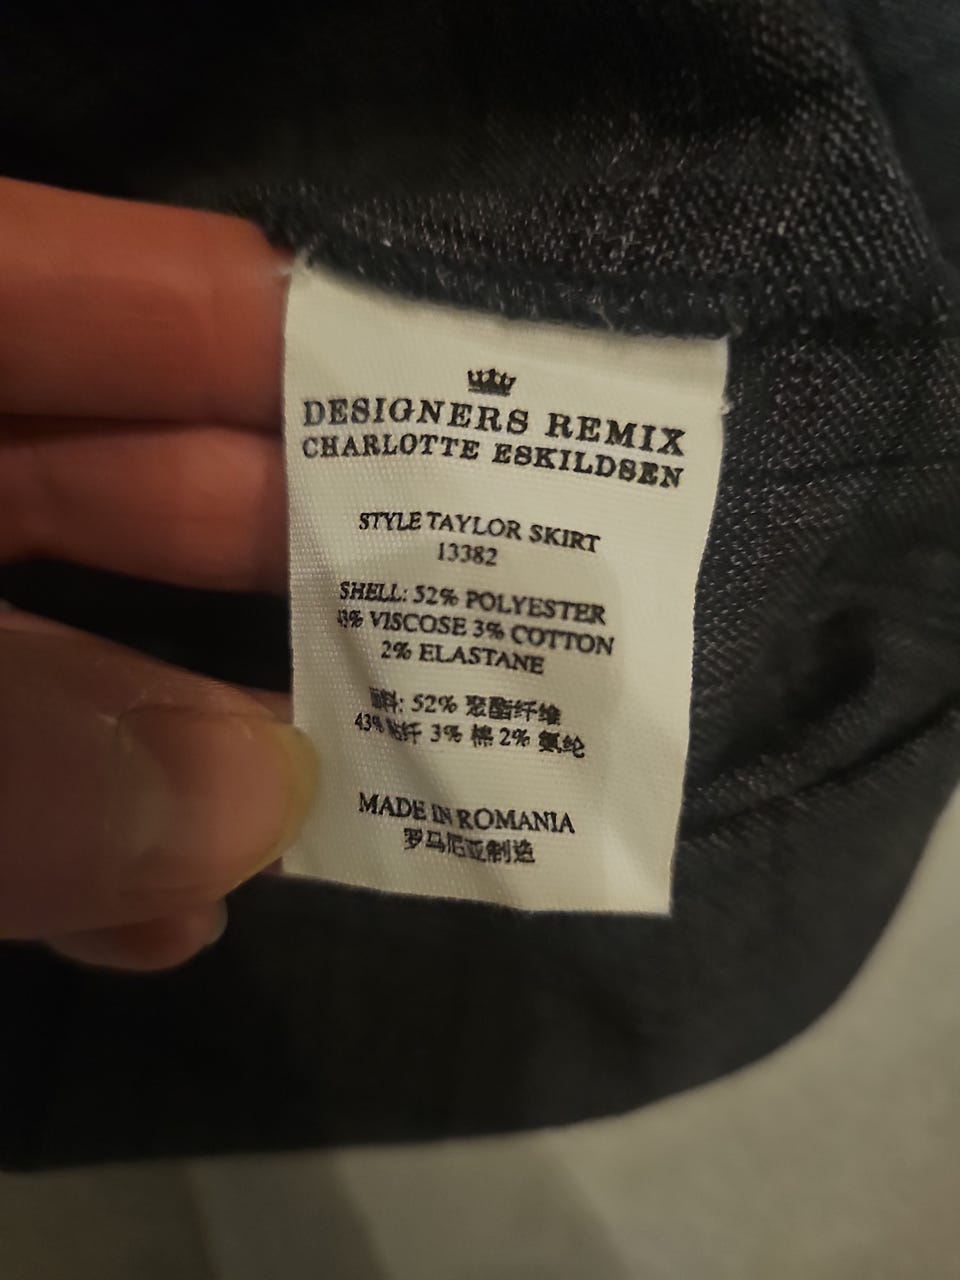 DESIGNERS REMIX
CHARLOTTE ESKILDSEN
STYLE TAYLOR SKIRT
13382
SHELL: 52% POLYESTER
43% VISCOSE 3% COTTON
2% ELASTANE
面料: 52% 聚酯纤维
43% 粘纤 3% 棉 2% 氨纶
MADE IN ROMANIA
罗马尼亚制造